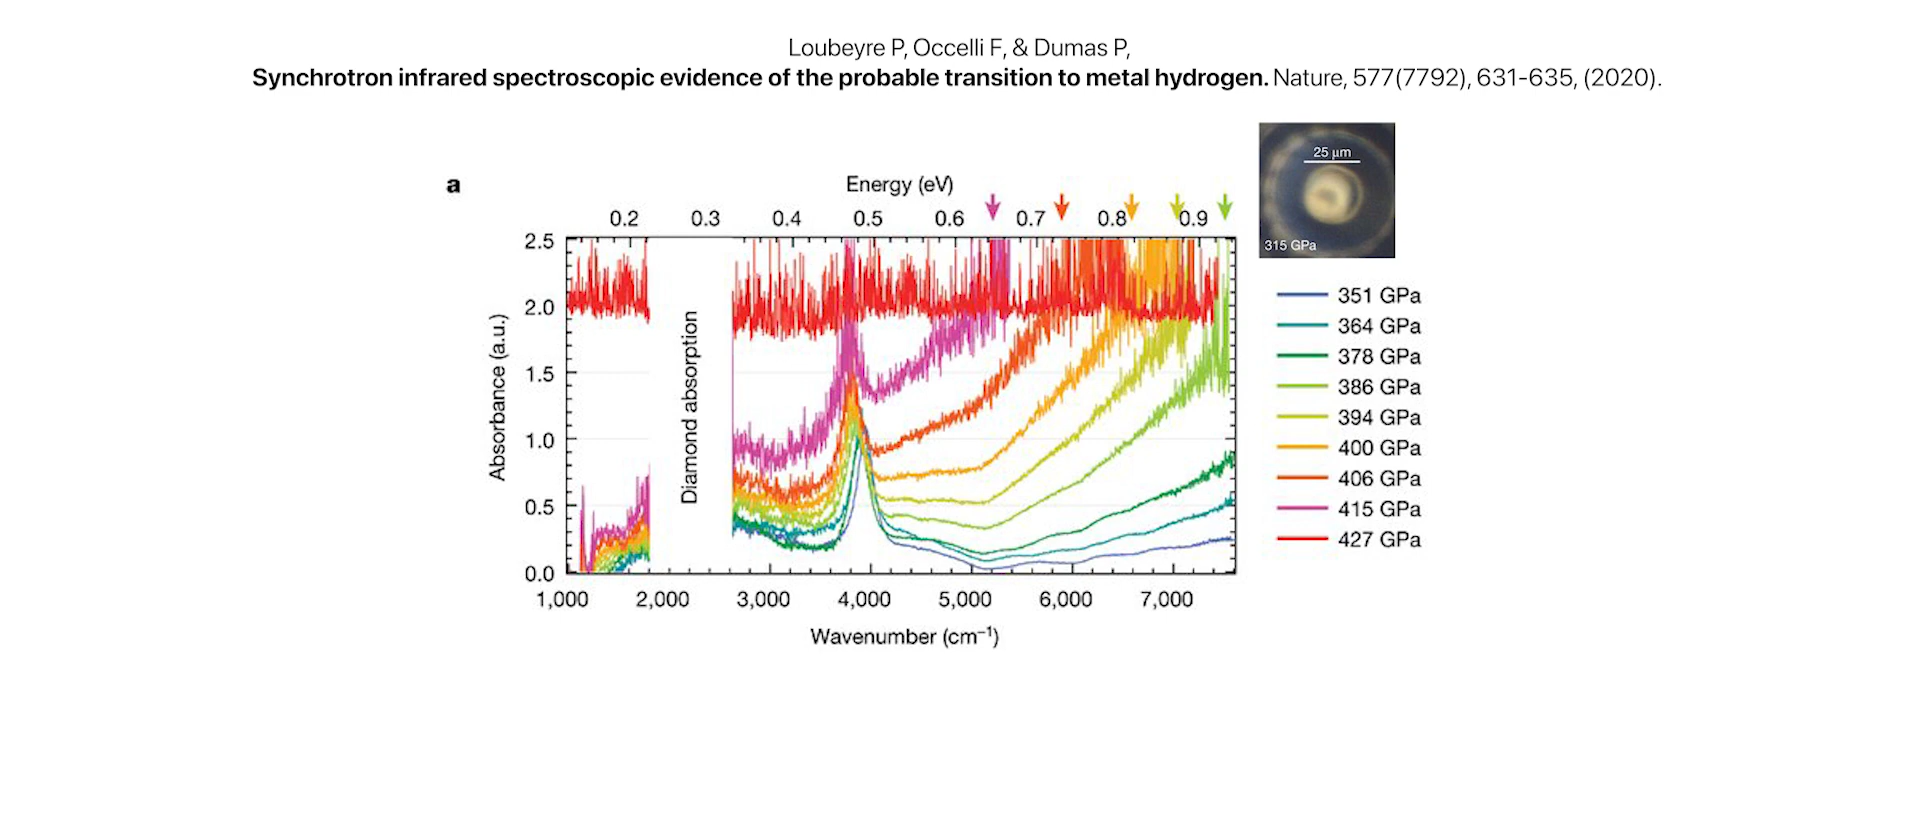 Loubeyre P, Occelli F, & Dumas P,
Synchrotron infrared spectroscopic evidence of the probable transition to metal hydrogen. Nature, 577(7792), 631-635, (2020).
25 µm
315 GPa
a
Energy (eV)
0.2 0.3 0.4 0.5 0.6 0.7 0.8 0.9
2.5
2.0
1.5
1.0
0.5
0.0
Absorbance (a.u.)
Diamond absorption
1,000 2,000 3,000 4,000 5,000 6,000 7,000
Wavenumber (cm⁻¹)
351 GPa
364 GPa
378 GPa
386 GPa
394 GPa
400 GPa
406 GPa
415 GPa
427 GPa